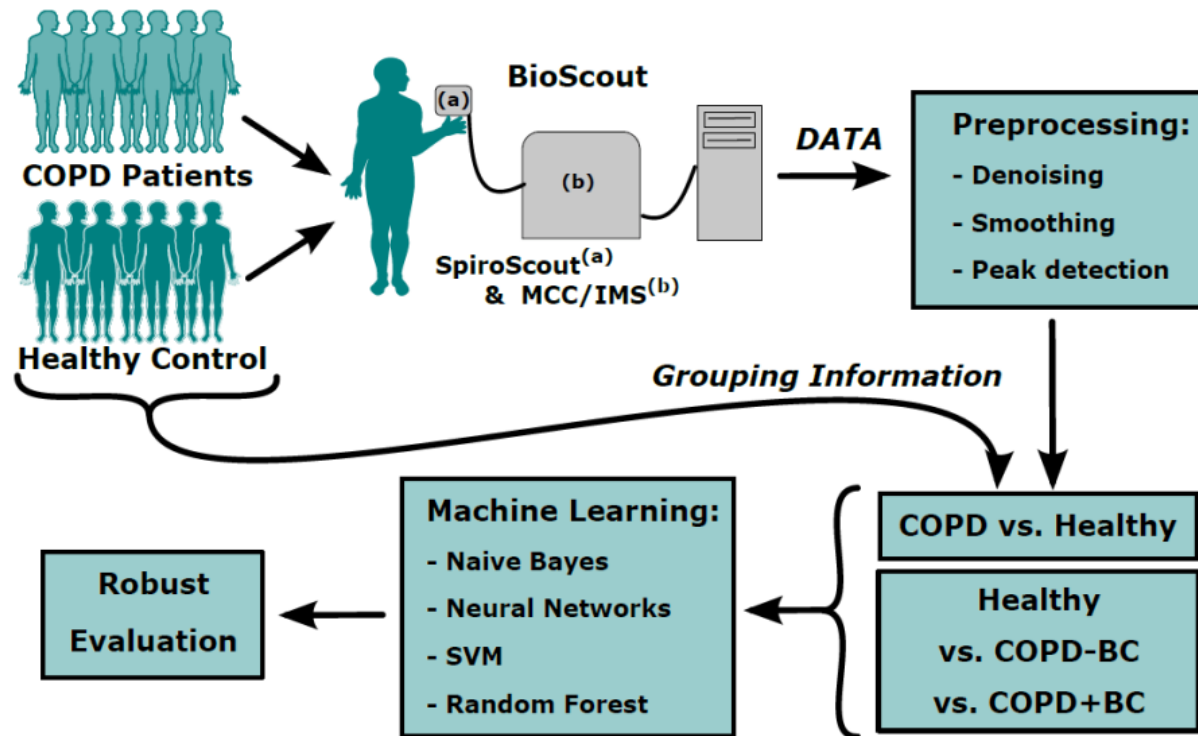 COPD Patients
Healthy Control
BioScout
(a)
(b)
SpiroScout(a)
& MCC/IMS(b)
DATA
Preprocessing:
- Denoising
- Smoothing
- Peak detection
Grouping Information
COPD vs. Healthy
Healthy
vs. COPD-BC
vs. COPD+BC
Machine Learning:
- Naive Bayes
- Neural Networks
- SVM
- Random Forest
Robust
Evaluation